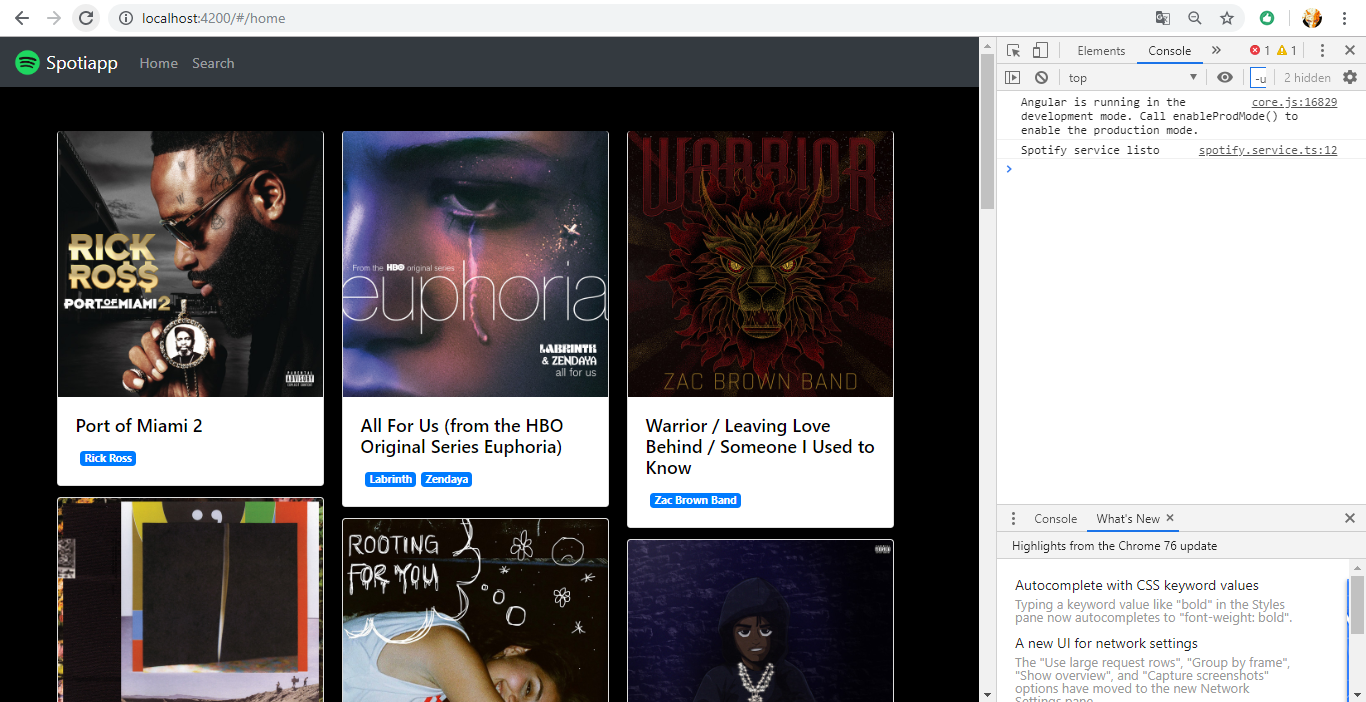 localhost:4200/#/home
Spotiapp
Home
Search
RICK
RO$$
PORT OF MIAMI 2
PARENTAL
ADVISORY
Port of Miami 2
Rick Ross
From the HBO original series
euphoria
LABRINTH
& ZENDAYA
all for us
All For Us (from the HBO
Original Series Euphoria)
Labrinth
Zendaya
WARRIOR
ZAC BROWN BAND
Warrior / Leaving Love
Behind / Someone I Used to
Know
Zac Brown Band
ROOTING
FOR YOU
Elements
Console
1
1
top
-u
2 hidden
Angular is running in the
development mode. Call enableProdMode() to
enable the production mode.
core.js:16829
Spotify service listo
spotify.service.ts:12
Console
What's New
Highlights from the Chrome 76 update
Autocomplete with CSS keyword values
Typing a keyword value like "bold" in the Styles
pane now autocompletes to "font-weight: bold".
A new UI for network settings
The "Use large request rows", "Group by frame",
"Show overview", and "Capture screenshots"
options have moved to the new Network
Settings pane.